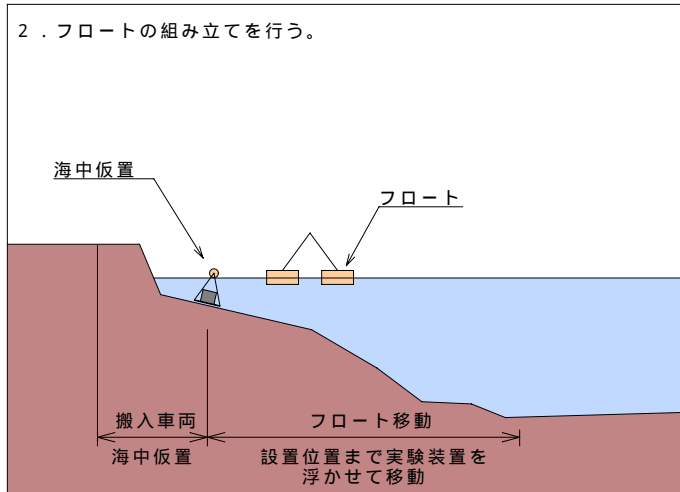 2．フロートの組み立てを行う。
海中仮置
フロート
搬入車両
フロート移動
海中仮置
設置位置まで実験装置を
浮かせて移動